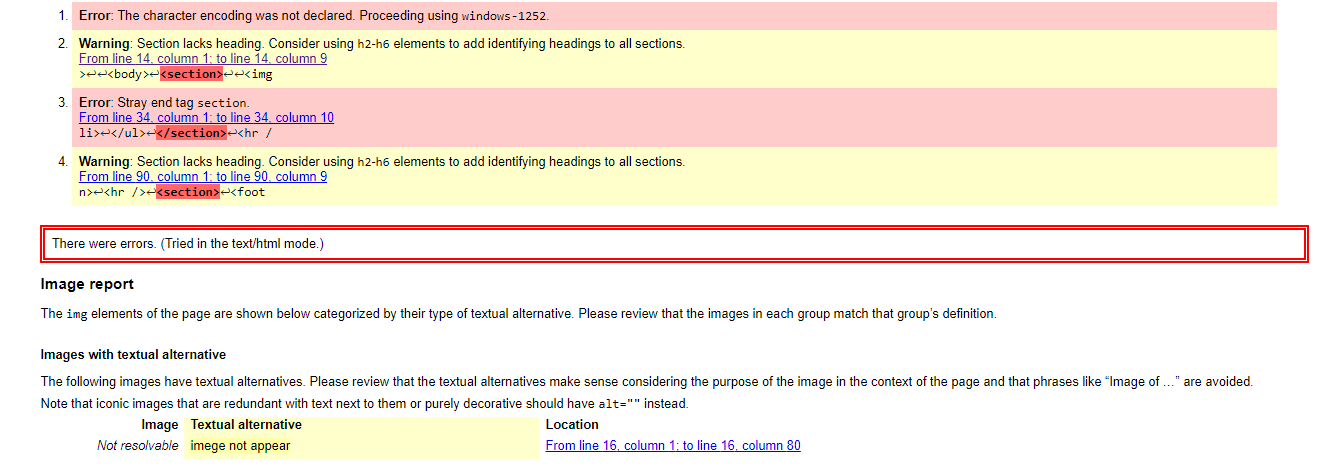 1. Error: The character encoding was not declared. Proceeding using windows-1252.
2. Warning: Section lacks heading. Consider using h2-h6 elements to add identifying headings to all sections.
From line 14, column 1; to line 14, column 9
>↩↩<body>↩<section>↩↩<img
3. Error: Stray end tag section.
From line 34, column 1; to line 34, column 10
li>↩</ul>↩</section>↩<hr /
4. Warning: Section lacks heading. Consider using h2-h6 elements to add identifying headings to all sections.
From line 90, column 1; to line 90, column 9
n>↩<hr />↩<section>↩<foot
There were errors. (Tried in the text/html mode.)
Image report
The img elements of the page are shown below categorized by their type of textual alternative. Please review that the images in each group match that group’s definition.
Images with textual alternative
The following images have textual alternatives. Please review that the textual alternatives make sense considering the purpose of the image in the context of the page and that phrases like “Image of …” are avoided.
Note that iconic images that are redundant with text next to them or purely decorative should have alt="" instead.
Image Textual alternative Location
Not resolvable imege not appear From line 16, column 1; to line 16, column 80